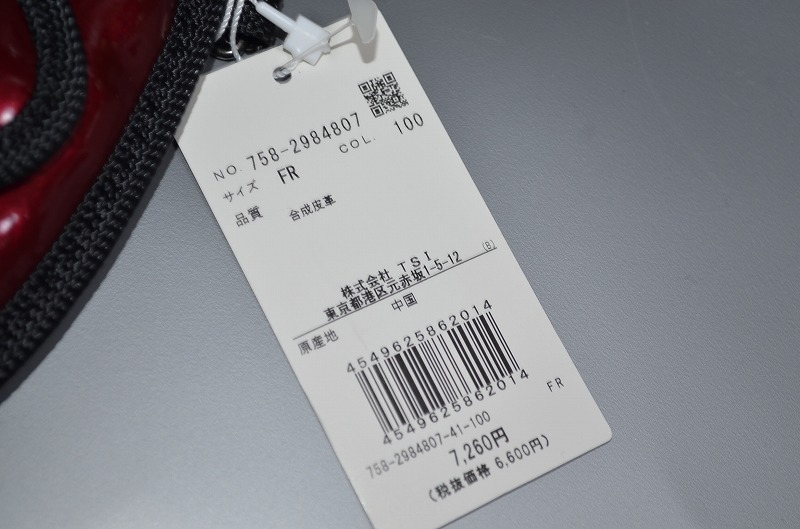 NO. 758-2984807 COL. 100
サイズ FR
品質 合成皮革
株式会社 TSI
東京都港区元赤坂1-5-12 (B)
原産地 中国
4549625862014
4549625862014
FR
758-2984807-41-100
7,260円
(税抜価格 6,600円)